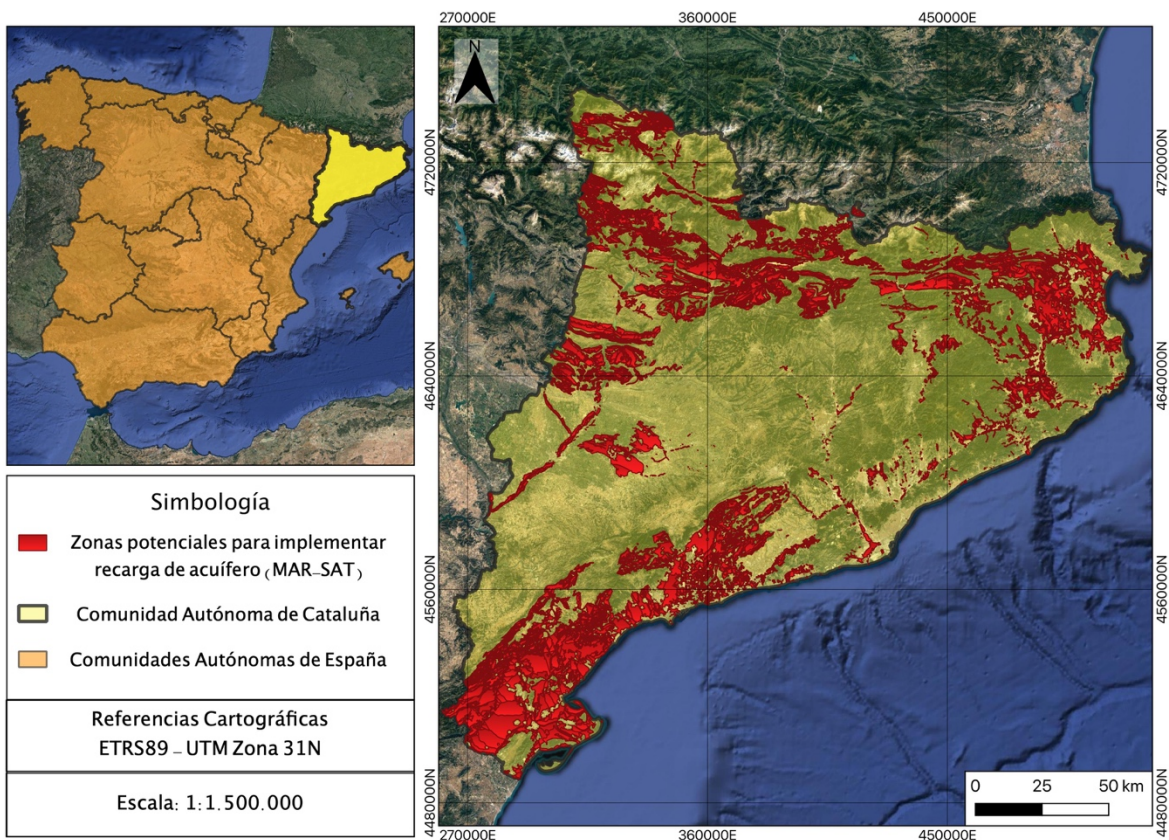 270000E 360000E 450000E
N
4720000N 4720000N
4640000N 4640000N
4560000N 4560000N
4480000N 4480000N
Simbología
Zonas potenciales para implementar
recarga de acuífero (MAR-SAT)
Comunidad Autónoma de Cataluña
Comunidades Autónomas de España
Referencias Cartográficas
ETRS89 - UTM Zona 31N
Escala: 1:1.500.000
0 25 50 km
270000E 360000E 450000E